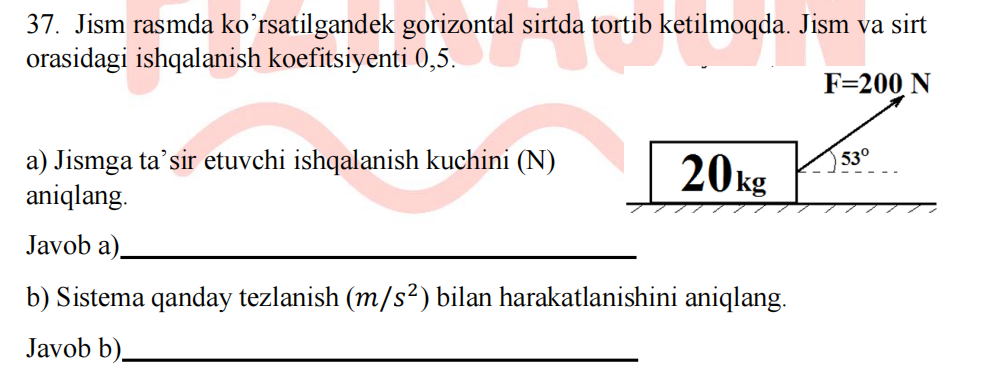 37. Jism rasmda ko’rsatilgandek gorizontal sirtda tortib ketilmoqda. Jism va sirt
orasidagi ishqalanish koefitsiyenti 0,5.
F=200 N
53°
20kg
a) Jismga ta’sir etuvchi ishqalanish kuchini (N)
aniqlang.
Javob a)
b) Sistema qanday tezlanish (m/s²) bilan harakatlanishini aniqlang.
Javob b)